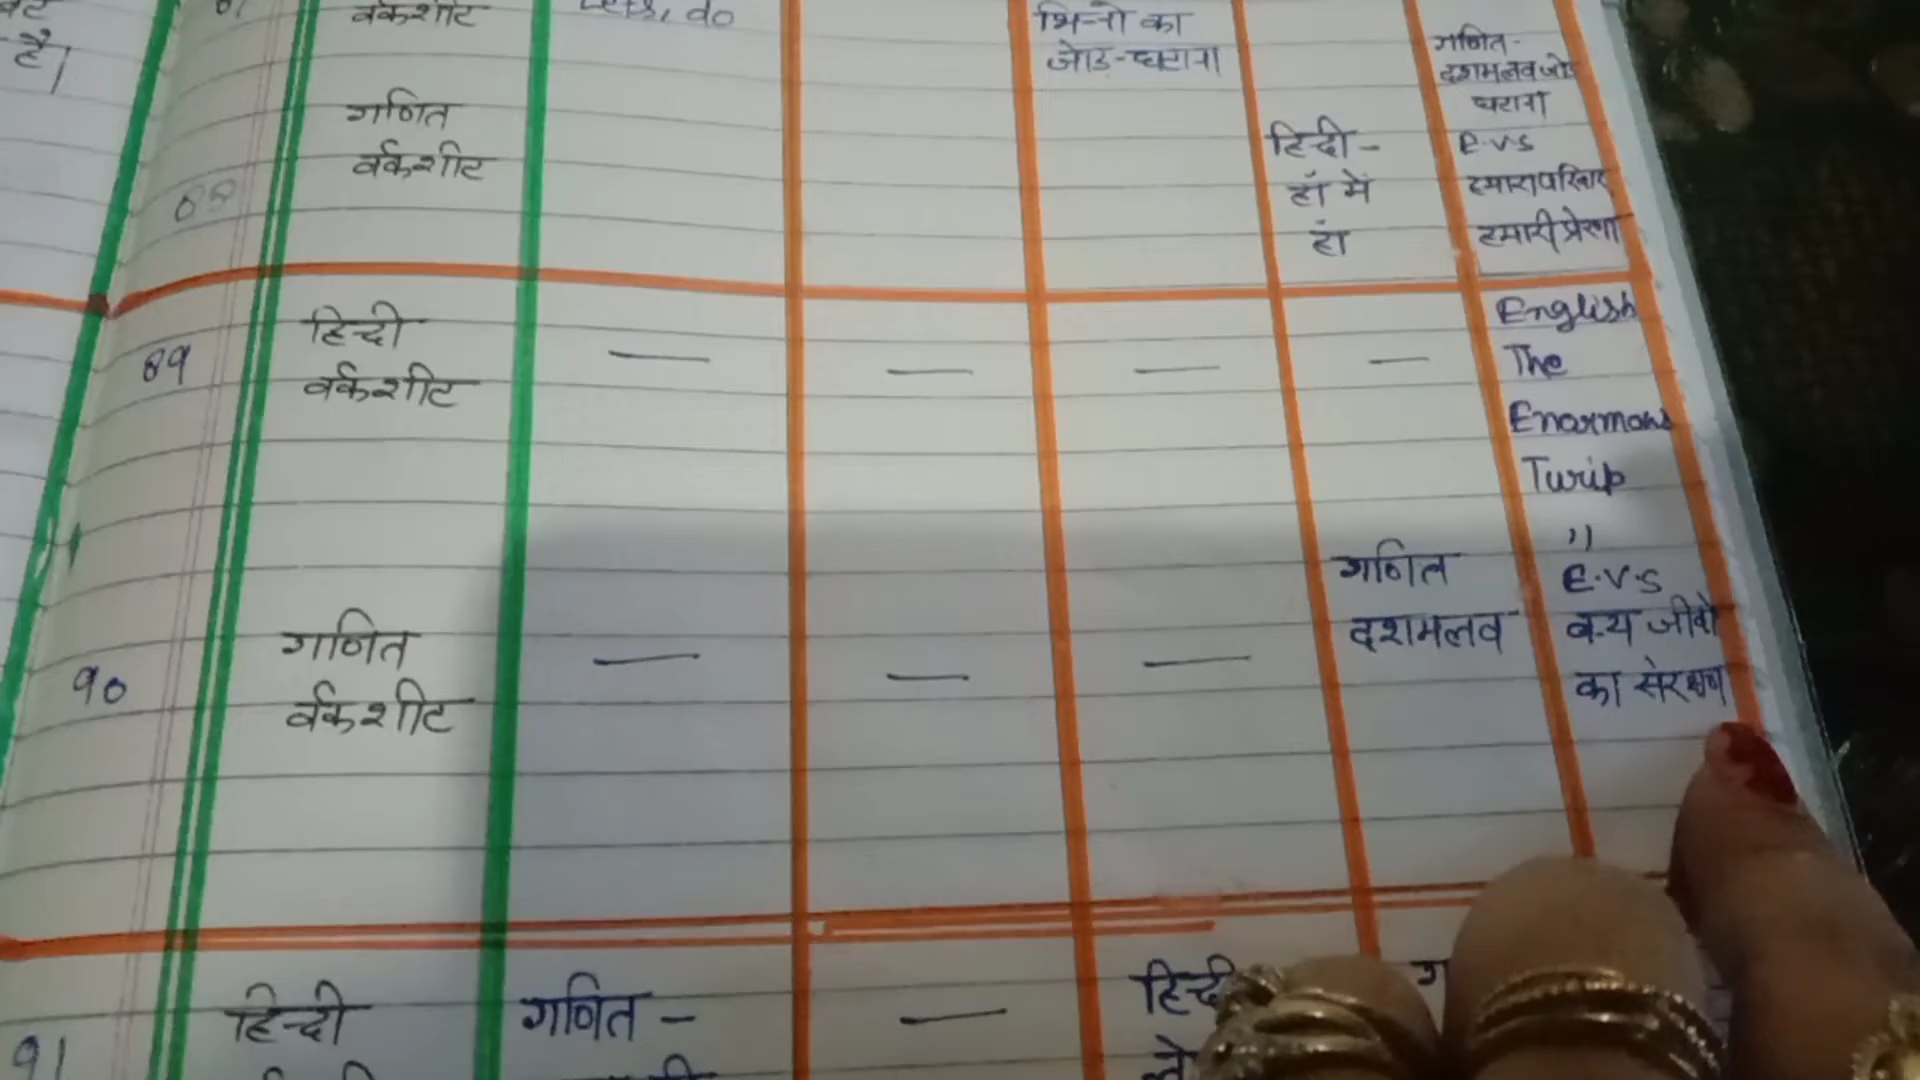 है।
वर्कशीट
भिन्नो का
जोड़-घटाना
गणित-
दशमलव जोड़
घटाना
गणित
वर्कशीट
हिन्दी-
हाँ में
हाँ
E.V.S
हमारा परिवार
हमारी प्रेरणा
89
हिन्दी
वर्कशीट
—
—
—
—
English
The
Enormous
Turip
90
गणित
वर्कशीट
—
—
—
गणित
दशमलव
"
E.V.S
वन्य जीवो
का संरक्षण
91
हिन्दी
गणित -
—
हिन्दी